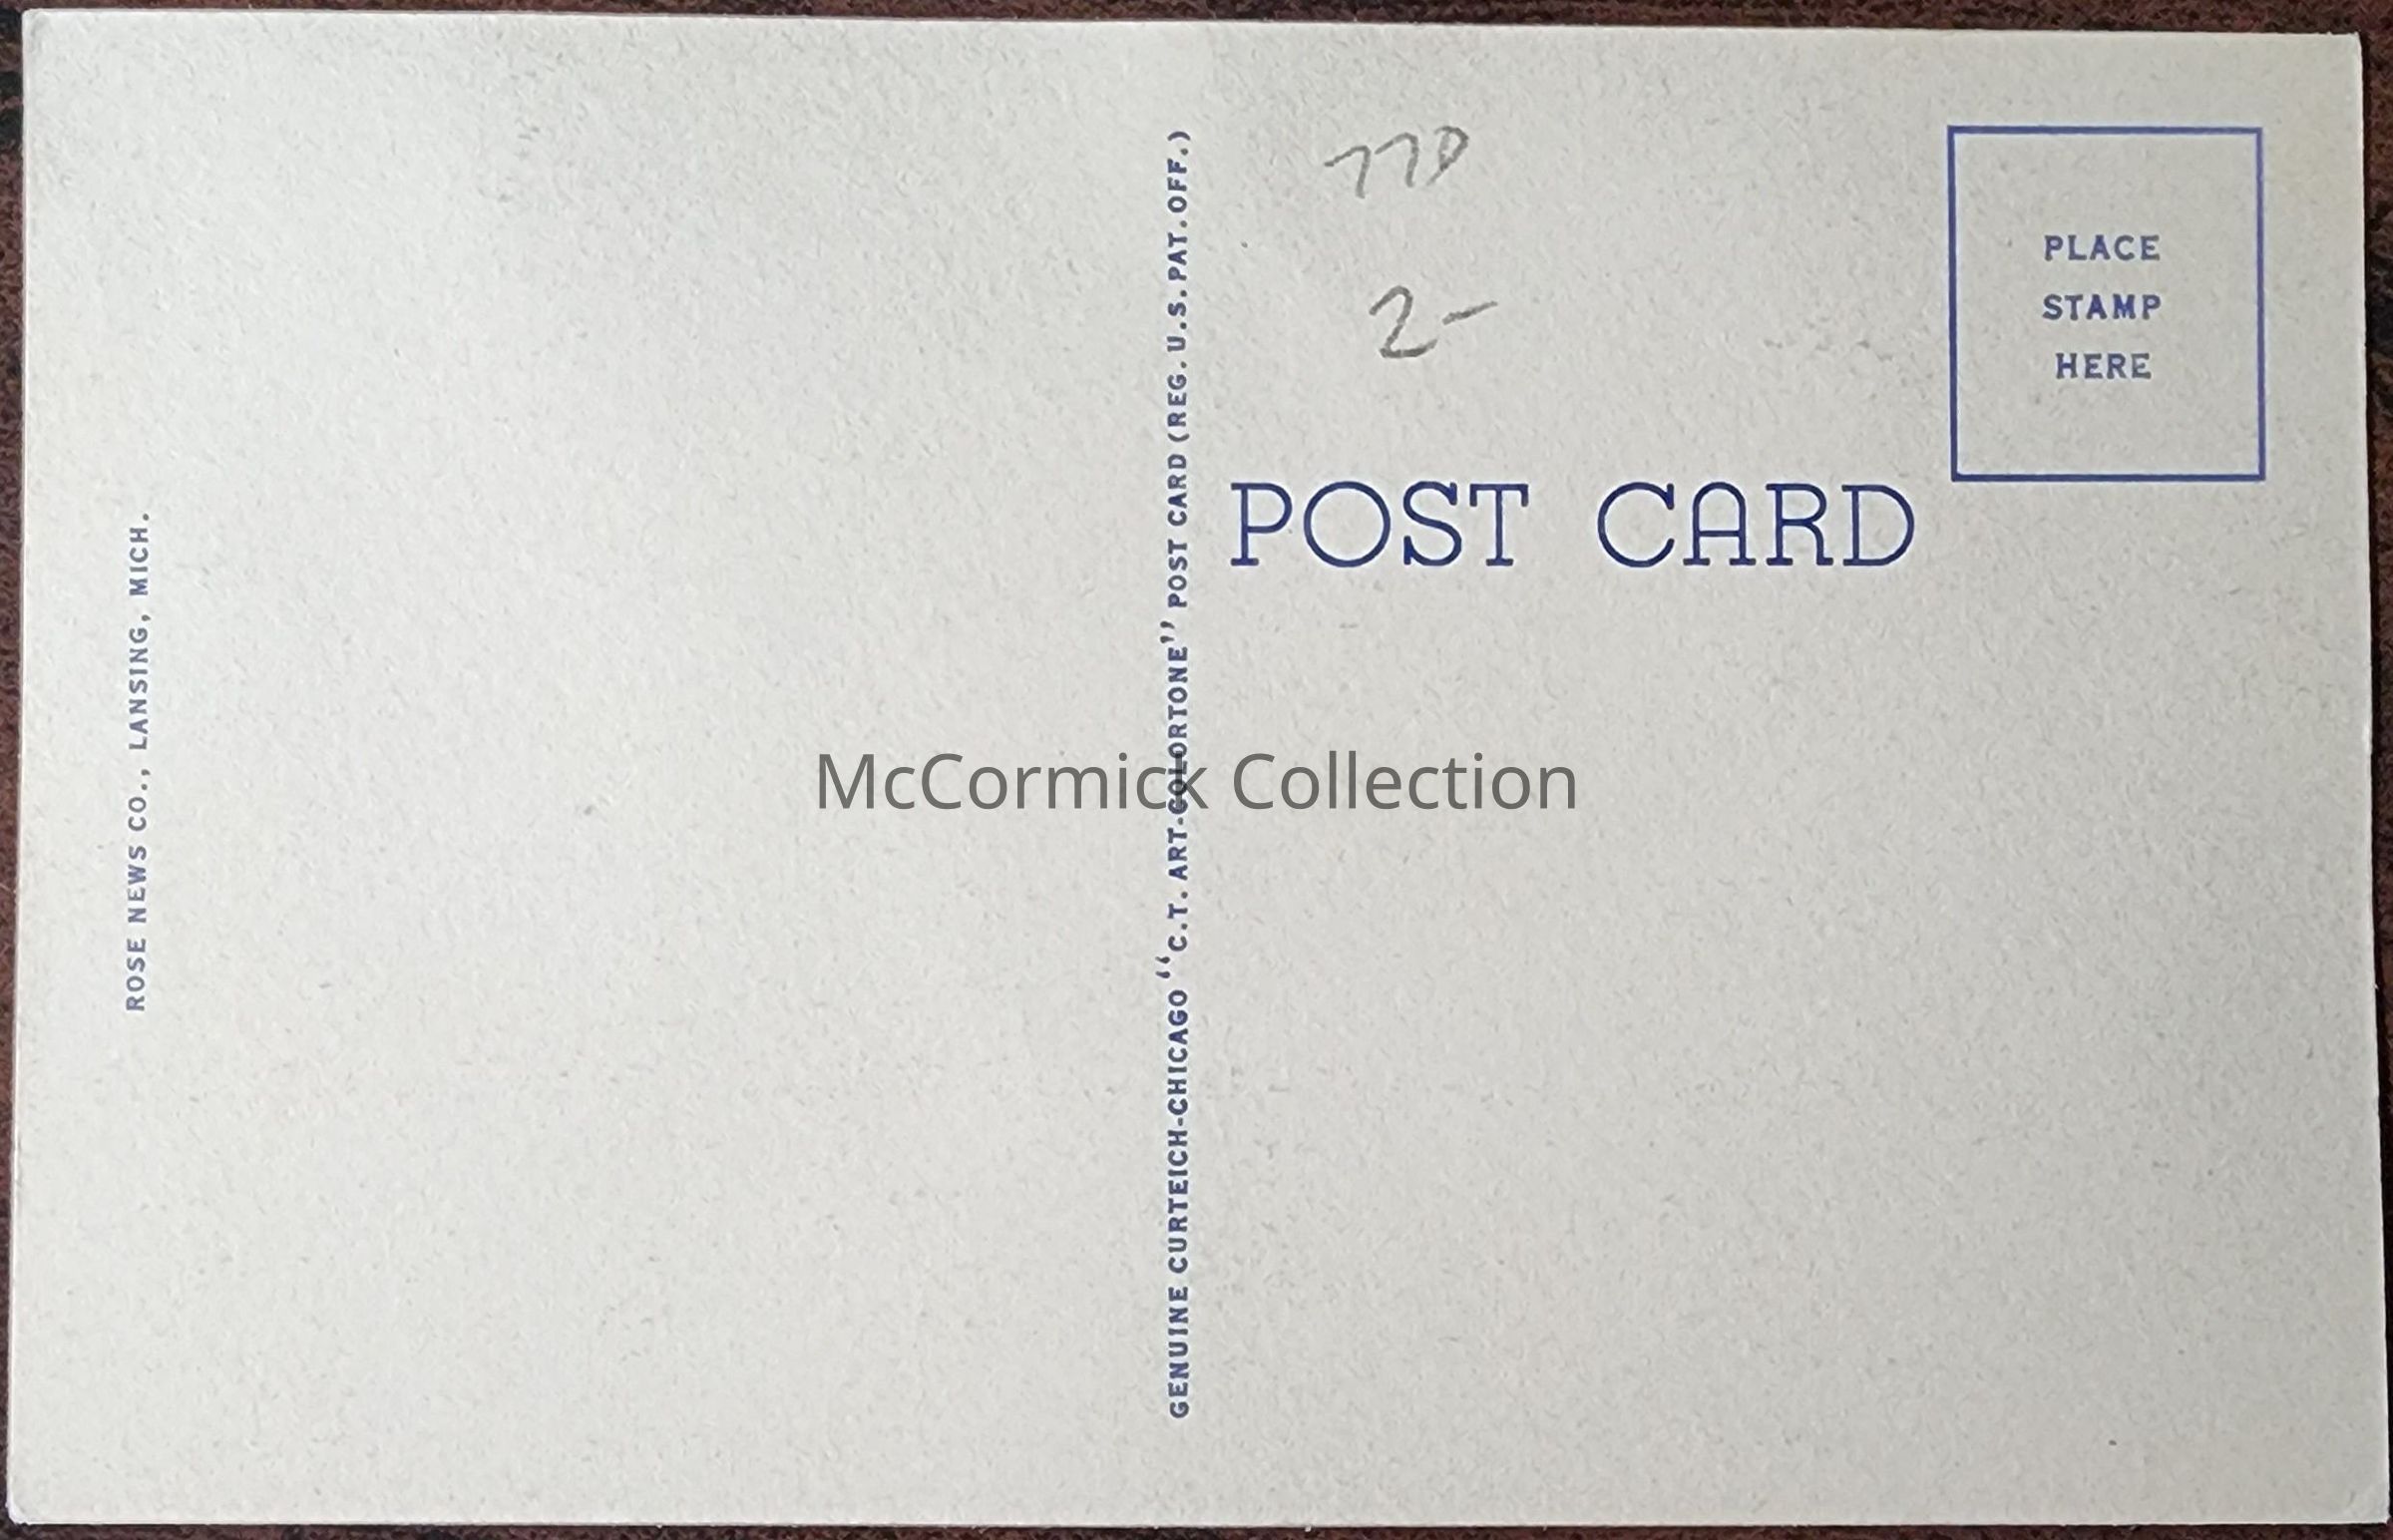 ROSE NEWS CO., LANSING, MICH.
GENUINE CURTEICH-CHICAGO "C.T. ART-COLORTONE" POST CARD (REG. U.S. PAT. OFF.)
2-
PLACE
STAMP
HERE
POST CARD
McCormick Collection